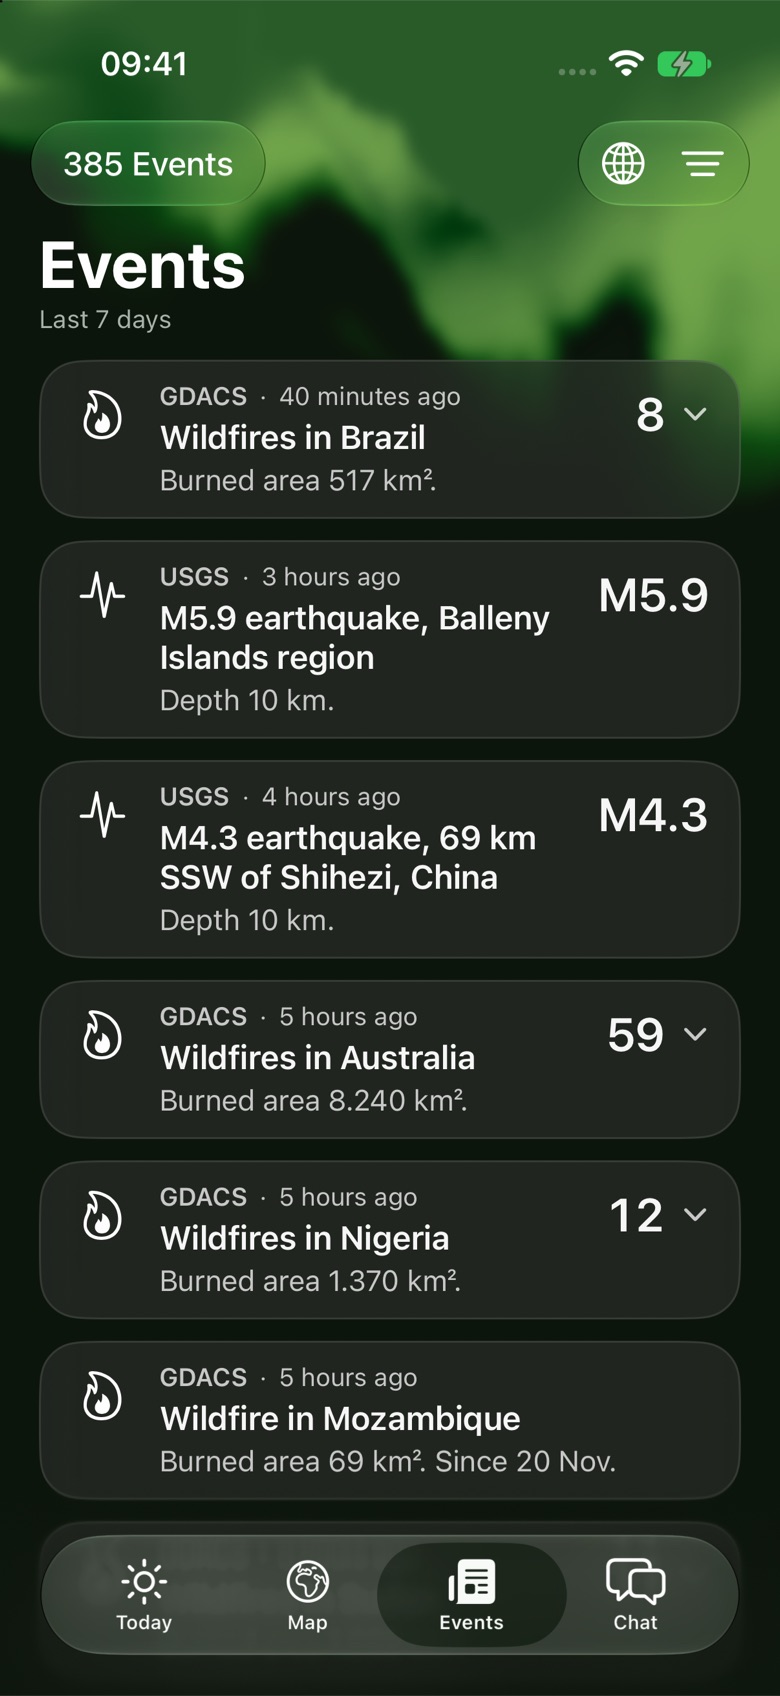 09:41
385 Events
Events
Last 7 days
GDACS · 40 minutes ago
Wildfires in Brazil
8
Burned area 517 km².
USGS · 3 hours ago
M5.9 earthquake, Balleny
Islands region
M5.9
Depth 10 km.
USGS · 4 hours ago
M4.3 earthquake, 69 km
SSW of Shihezi, China
M4.3
Depth 10 km.
GDACS · 5 hours ago
Wildfires in Australia
59
Burned area 8.240 km².
GDACS · 5 hours ago
Wildfires in Nigeria
12
Burned area 1.370 km².
GDACS · 5 hours ago
Wildfire in Mozambique
Burned area 69 km². Since 20 Nov.
Today
Map
Events
Chat